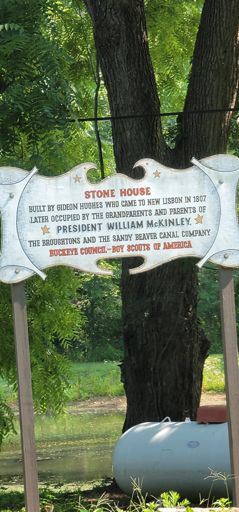 STONE HOUSE
BUILT BY GIDEON HUGHES WHO CAME TO NEW LISBON IN 1807
LATER OCCUPIED BY THE GRANDPARENTS AND PARENTS OF
PRESIDENT WILLIAM McKINLEY,
THE BROUGHTONS AND THE SANDY BEAVER CANAL COMPANY.
BUCKEYE COUNCIL - BOY SCOUTS OF AMERICA